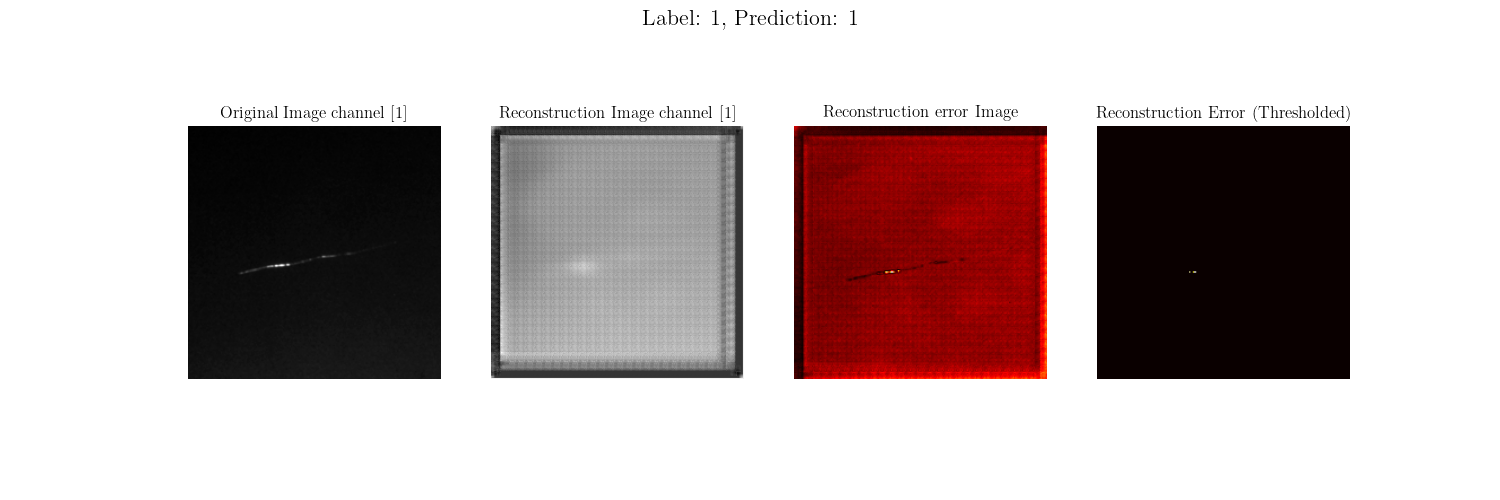 Label: 1, Prediction: 1
Original Image channel [1]
Reconstruction Image channel [1]
Reconstruction error Image
Reconstruction Error (Thresholded)